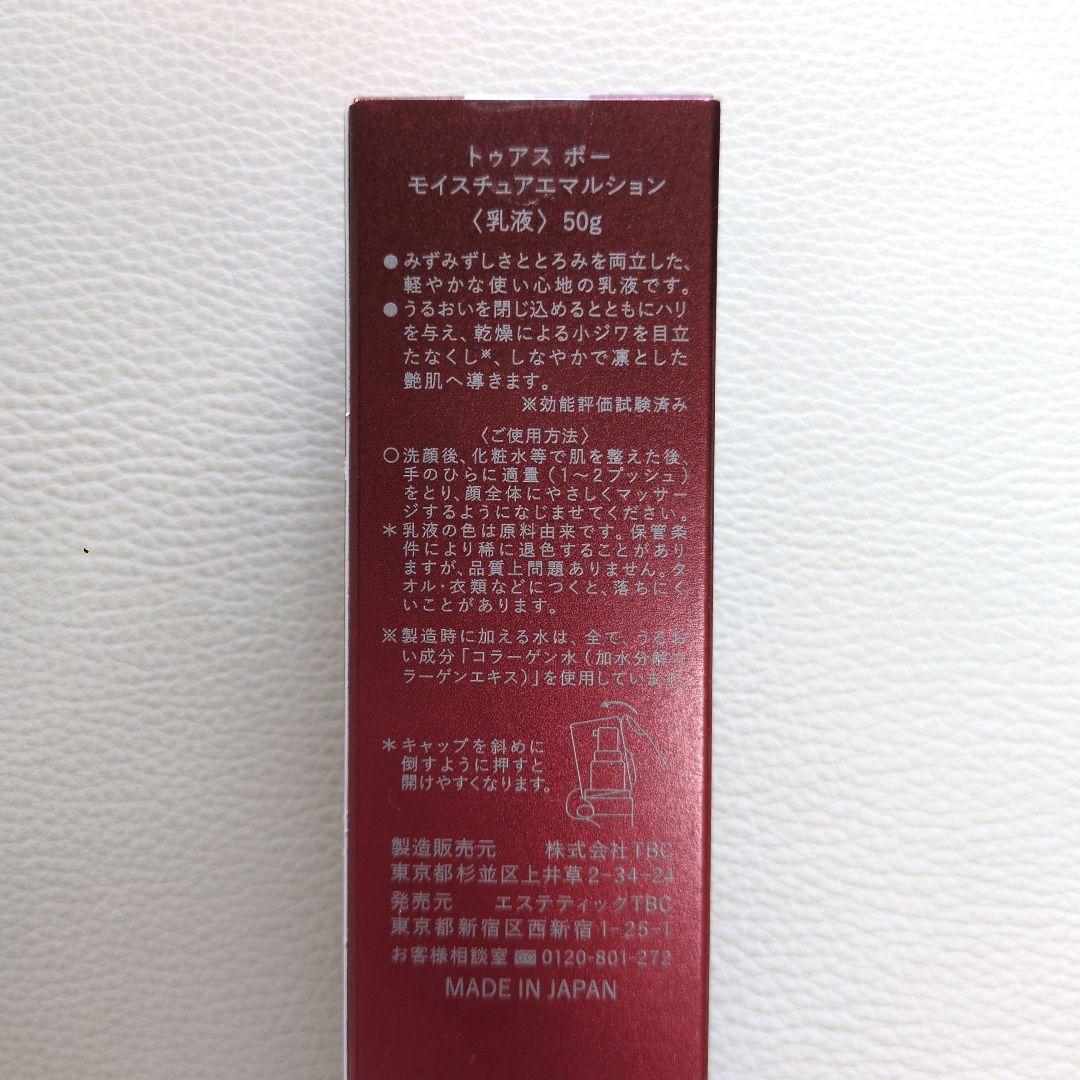 トゥアス ボー
モイスチュアエマルション
〈乳液〉50g
●みずみずしさととろみを両立した、
軽やかな使い心地の乳液です。
●うるおいを閉じ込めるとともにハリ
を与え、乾燥による小ジワを目立
たなくし※、しなやかで凛とした
艶肌へ導きます。
※効能評価試験済み
〈ご使用方法〉
○洗顔後、化粧水等で肌を整えた後、
手のひらに適量(1〜2プッシュ)
をとり、顔全体にやさしくマッサー
ジするようになじませてください。
*乳液の色は原料由来です。保管条
件により稀に退色することがあり
ますが、品質上問題ありません。タ
オル・衣類などにつくと、落ちにく
いことがあります。
※製造時に加える水は、全て、うるお
い成分「コラーゲン水(加水分解コ
ラーゲンエキス)」を使用しています。
*キャップを斜めに
倒すように押すと
開けやすくなります。
製造販売元 株式会社TBC
東京都杉並区上井草2-34-24
発売元 エステティックTBC
東京都新宿区西新宿1-25-1
お客様相談室 0120-801-272
MADE IN JAPAN